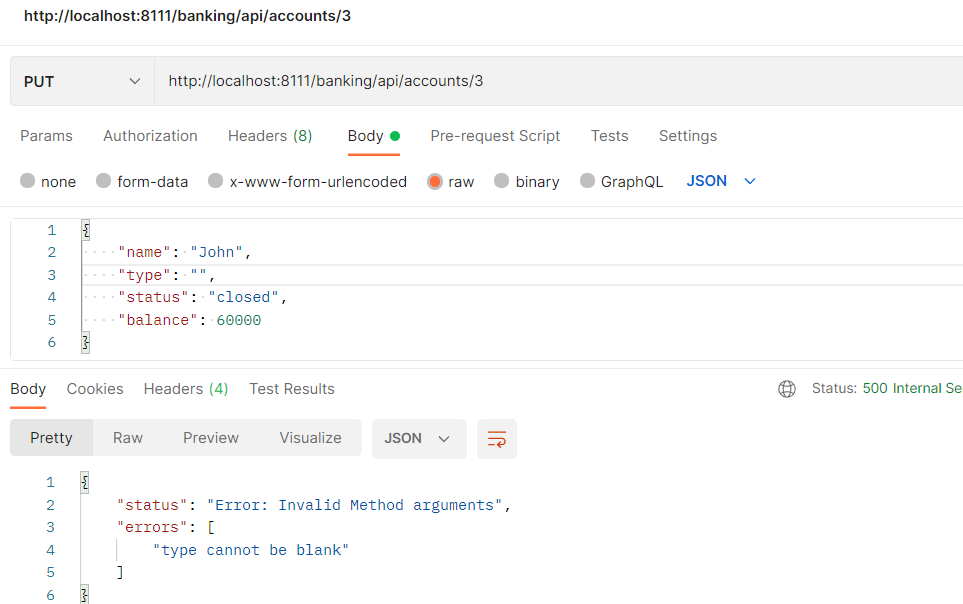 http://localhost:8111/banking/api/accounts/3
PUT http://localhost:8111/banking/api/accounts/3
Params Authorization Headers (8) Body Pre-request Script Tests Settings
none form-data x-www-form-urlencoded raw binary GraphQL JSON
1 {
2 "name": "John",
3 "type": "",
4 "status": "closed",
5 "balance": 60000
6 }
Body Cookies Headers (4) Test Results Status: 500 Internal Se
Pretty Raw Preview Visualize JSON
1 {
2 "status": "Error: Invalid Method arguments",
3 "errors": [
4 "type cannot be blank"
5 ]
6 }